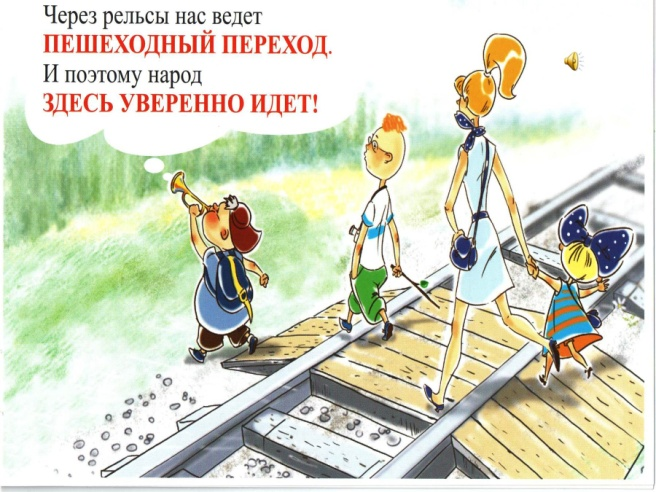 Через рельсы нас ведет
ПЕШЕХОДНЫЙ ПЕРЕХОД.
И поэтому народ
ЗДЕСЬ УВЕРЕННО ИДЕТ!